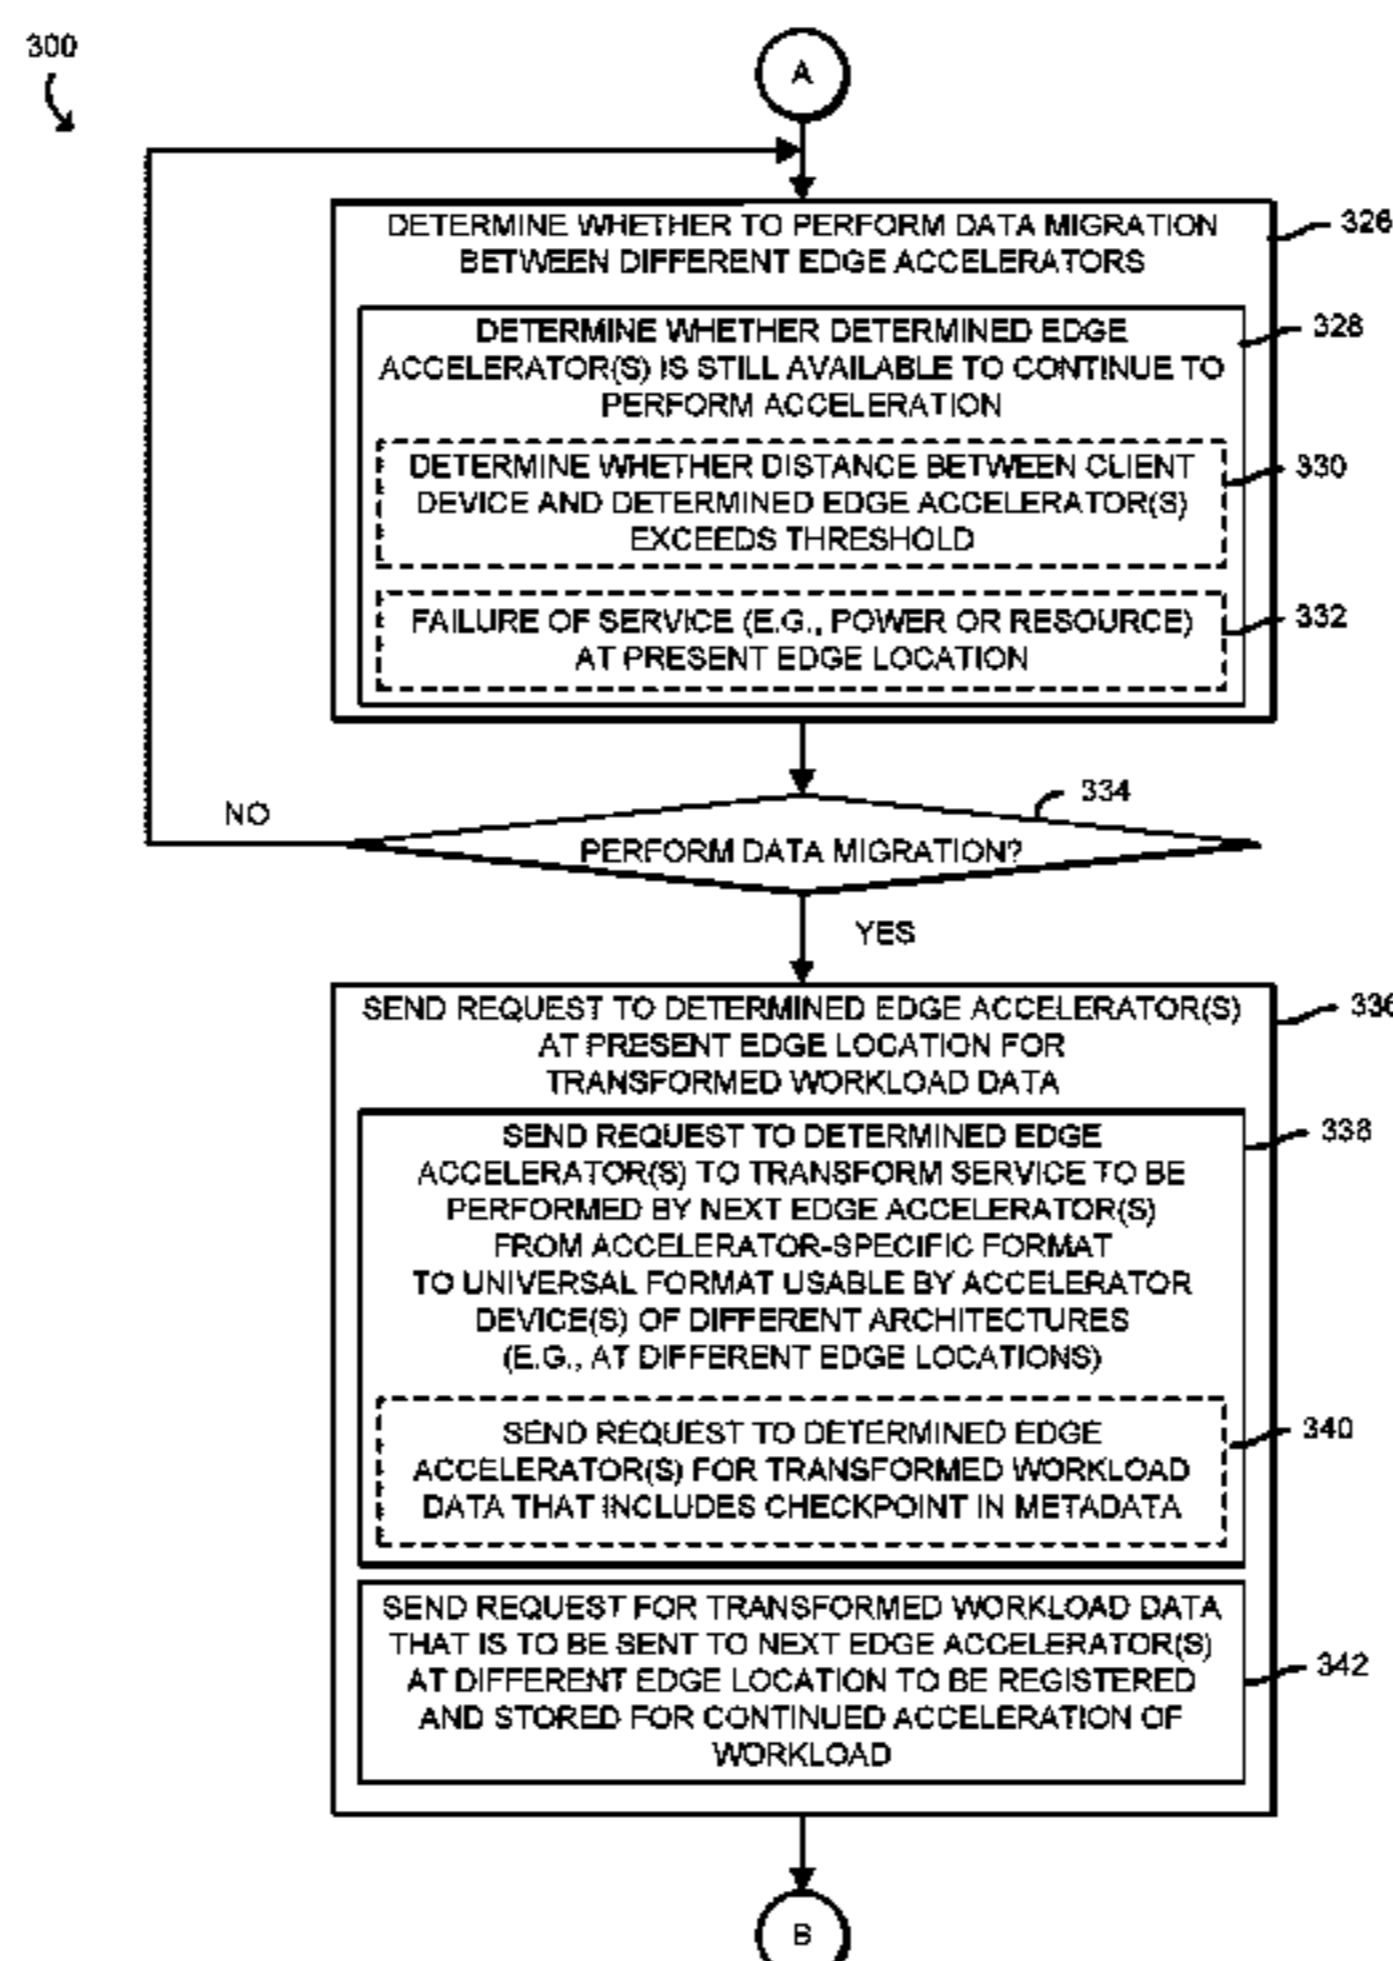 300
A
DETERMINE WHETHER TO PERFORM DATA MIGRATION
BETWEEN DIFFERENT EDGE ACCELERATORS
326
DETERMINE WHETHER DETERMINED EDGE
ACCELERATOR(S) IS STILL AVAILABLE TO CONTINUE TO
PERFORM ACCELERATION
328
DETERMINE WHETHER DISTANCE BETWEEN CLIENT
DEVICE AND DETERMINED EDGE ACCELERATOR(S)
EXCEEDS THRESHOLD
330
FAILURE OF SERVICE (E.G., POWER OR RESOURCE)
AT PRESENT EDGE LOCATION
332
334
NO
PERFORM DATA MIGRATION?
YES
SEND REQUEST TO DETERMINED EDGE ACCELERATOR(S)
AT PRESENT EDGE LOCATION FOR
TRANSFORMED WORKLOAD DATA
336
SEND REQUEST TO DETERMINED EDGE
ACCELERATOR(S) TO TRANSFORM SERVICE TO BE
PERFORMED BY NEXT EDGE ACCELERATOR(S)
FROM ACCELERATOR-SPECIFIC FORMAT
TO UNIVERSAL FORMAT USABLE BY ACCELERATOR
DEVICE(S) OF DIFFERENT ARCHITECTURES
(E.G., AT DIFFERENT EDGE LOCATIONS)
338
SEND REQUEST TO DETERMINED EDGE
ACCELERATOR(S) FOR TRANSFORMED WORKLOAD
DATA THAT INCLUDES CHECKPOINT IN METADATA
340
SEND REQUEST FOR TRANSFORMED WORKLOAD DATA
THAT IS TO BE SENT TO NEXT EDGE ACCELERATOR(S)
AT DIFFERENT EDGE LOCATION TO BE REGISTERED
AND STORED FOR CONTINUED ACCELERATION OF
WORKLOAD
342
B